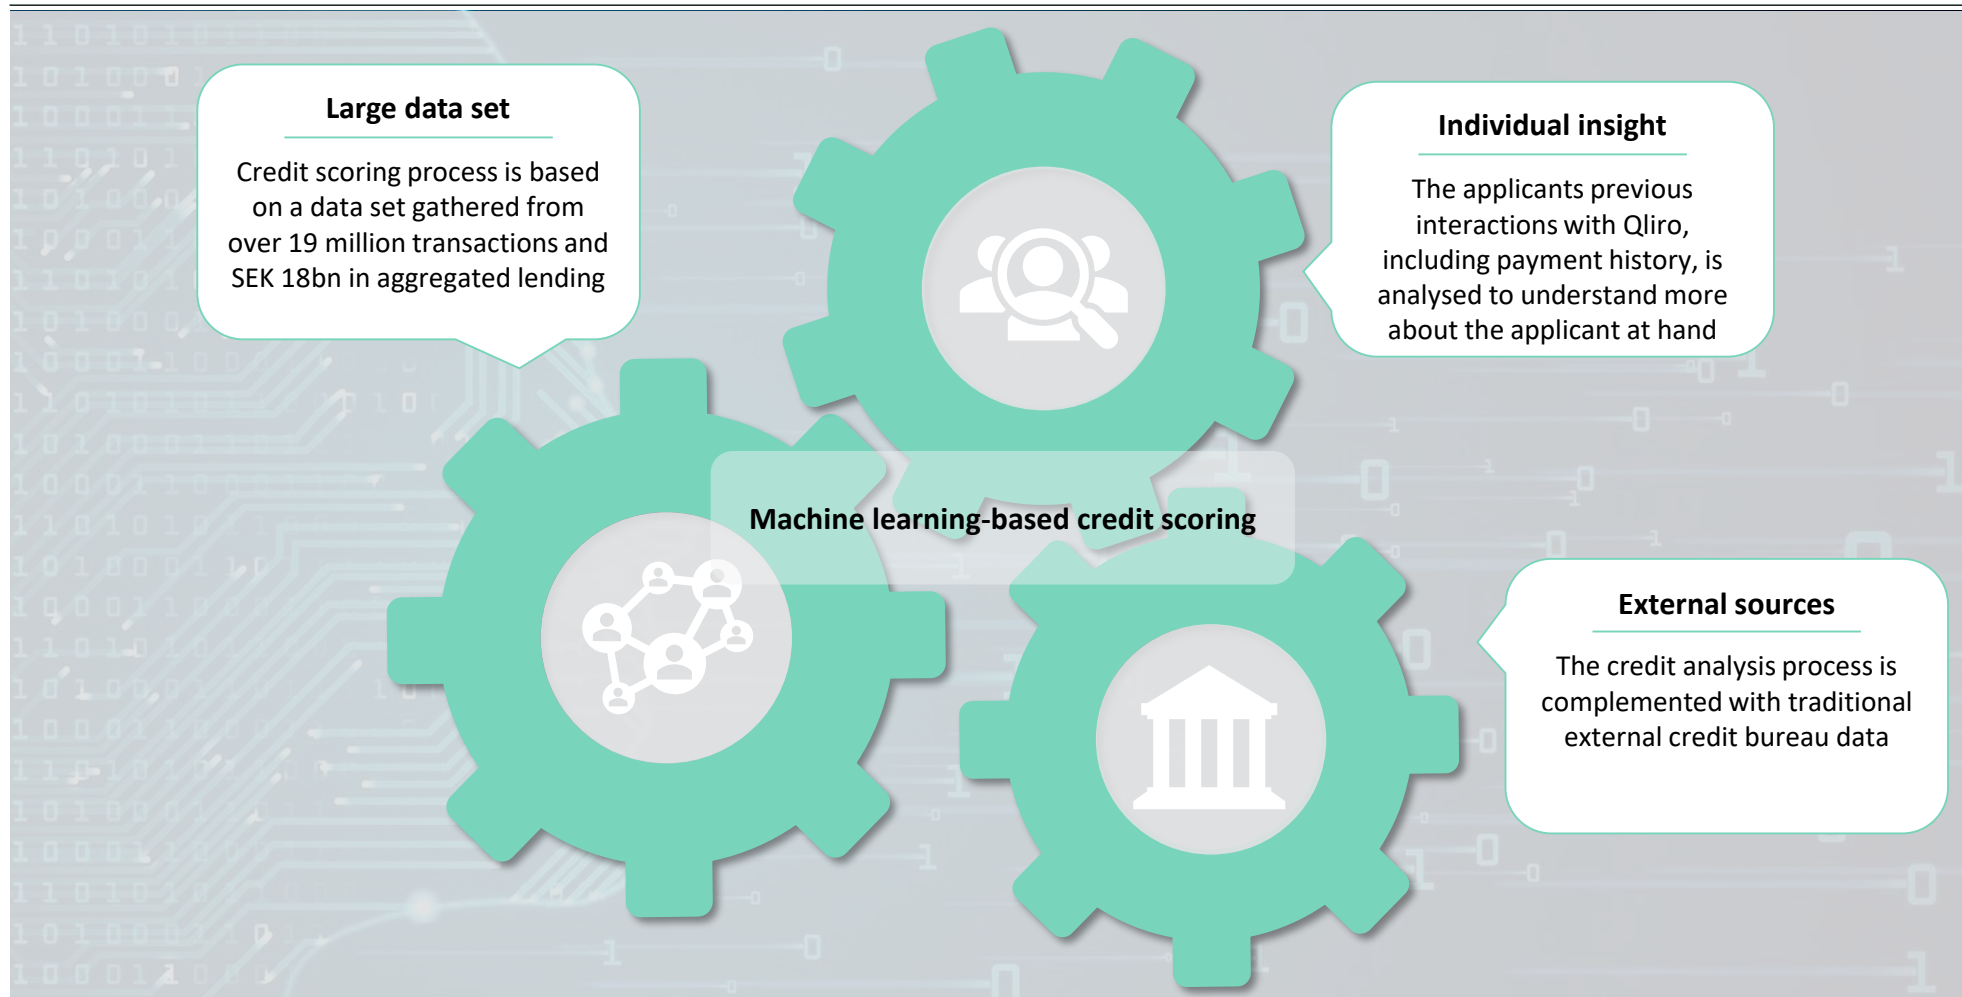 Large data set
Credit scoring process is based
on a data set gathered from
over 19 million transactions and
SEK 18bn in aggregated lending
Individual insight
The applicants previous
interactions with Qliro,
including payment history, is
analysed to understand more
about the applicant at hand
Machine learning-based credit scoring
External sources
The credit analysis process is
complemented with traditional
external credit bureau data